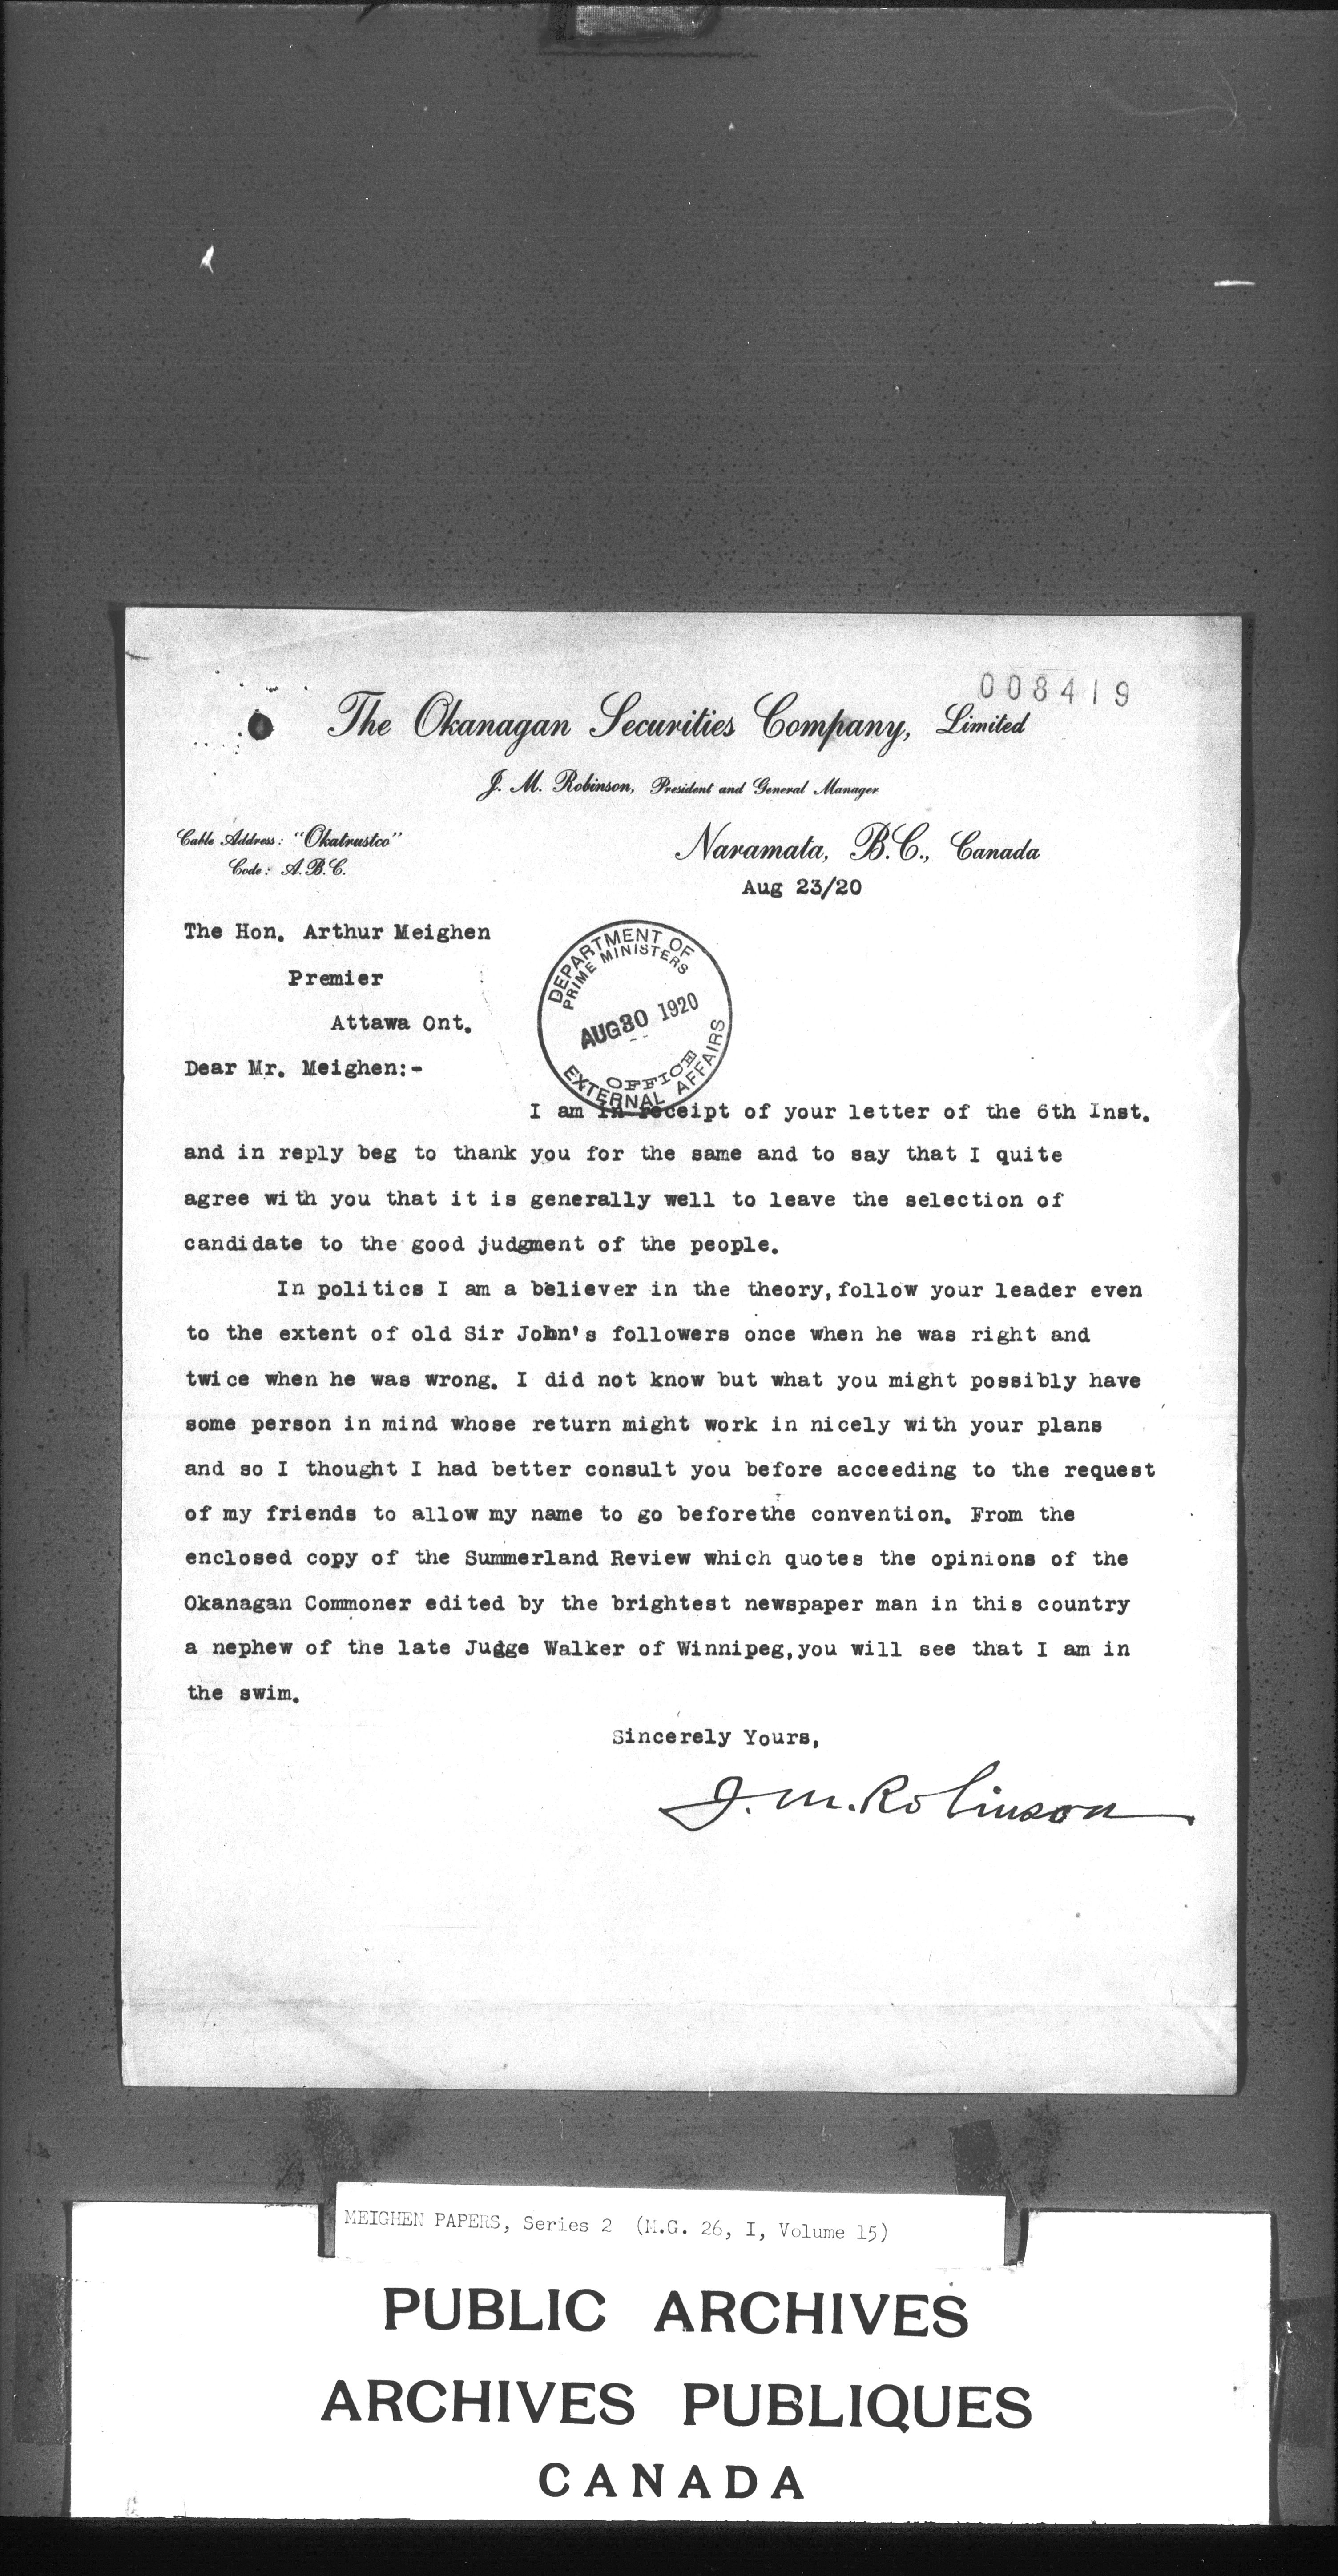 008419
The Okanagan Securities Company, Limited
J. M. Robinson, President and General Manager
Cable Address: "Okatrustco"
Code: A.B.C.
Naramata, B.C., Canada
Aug 23/20
The Hon. Arthur Meighen
Premier
Attawa Ont.
DEPARTMENT OF
PRIME MINISTERS
AUG 30 1920
OFFICE
EXTERNAL AFFAIRS
Dear Mr. Meighen:-
I am in receipt of your letter of the 6th Inst.
and in reply beg to thank you for the same and to say that I quite
agree with you that it is generally well to leave the selection of
candidate to the good judgment of the people.
In politics I am a believer in the theory,follow your leader even
to the extent of old Sir John's followers once when he was right and
twice when he was wrong. I did not know but what you might possibly have
some person in mind whose return might work in nicely with your plans
and so I thought I had better consult you before acceeding to the request
of my friends to allow my name to go beforethe convention. From the
enclosed copy of the Summerland Review which quotes the opinions of the
Okanagan Commoner edited by the brightest newspaper man in this country
a nephew of the late Judge Walker of Winnipeg,you will see that I am in
the swim.
Sincerely Yours,
J. M. Robinson
MEIGHEN PAPERS, Series 2 (M.G. 26, I, Volume 15)
PUBLIC ARCHIVES
ARCHIVES PUBLIQUES
CANADA